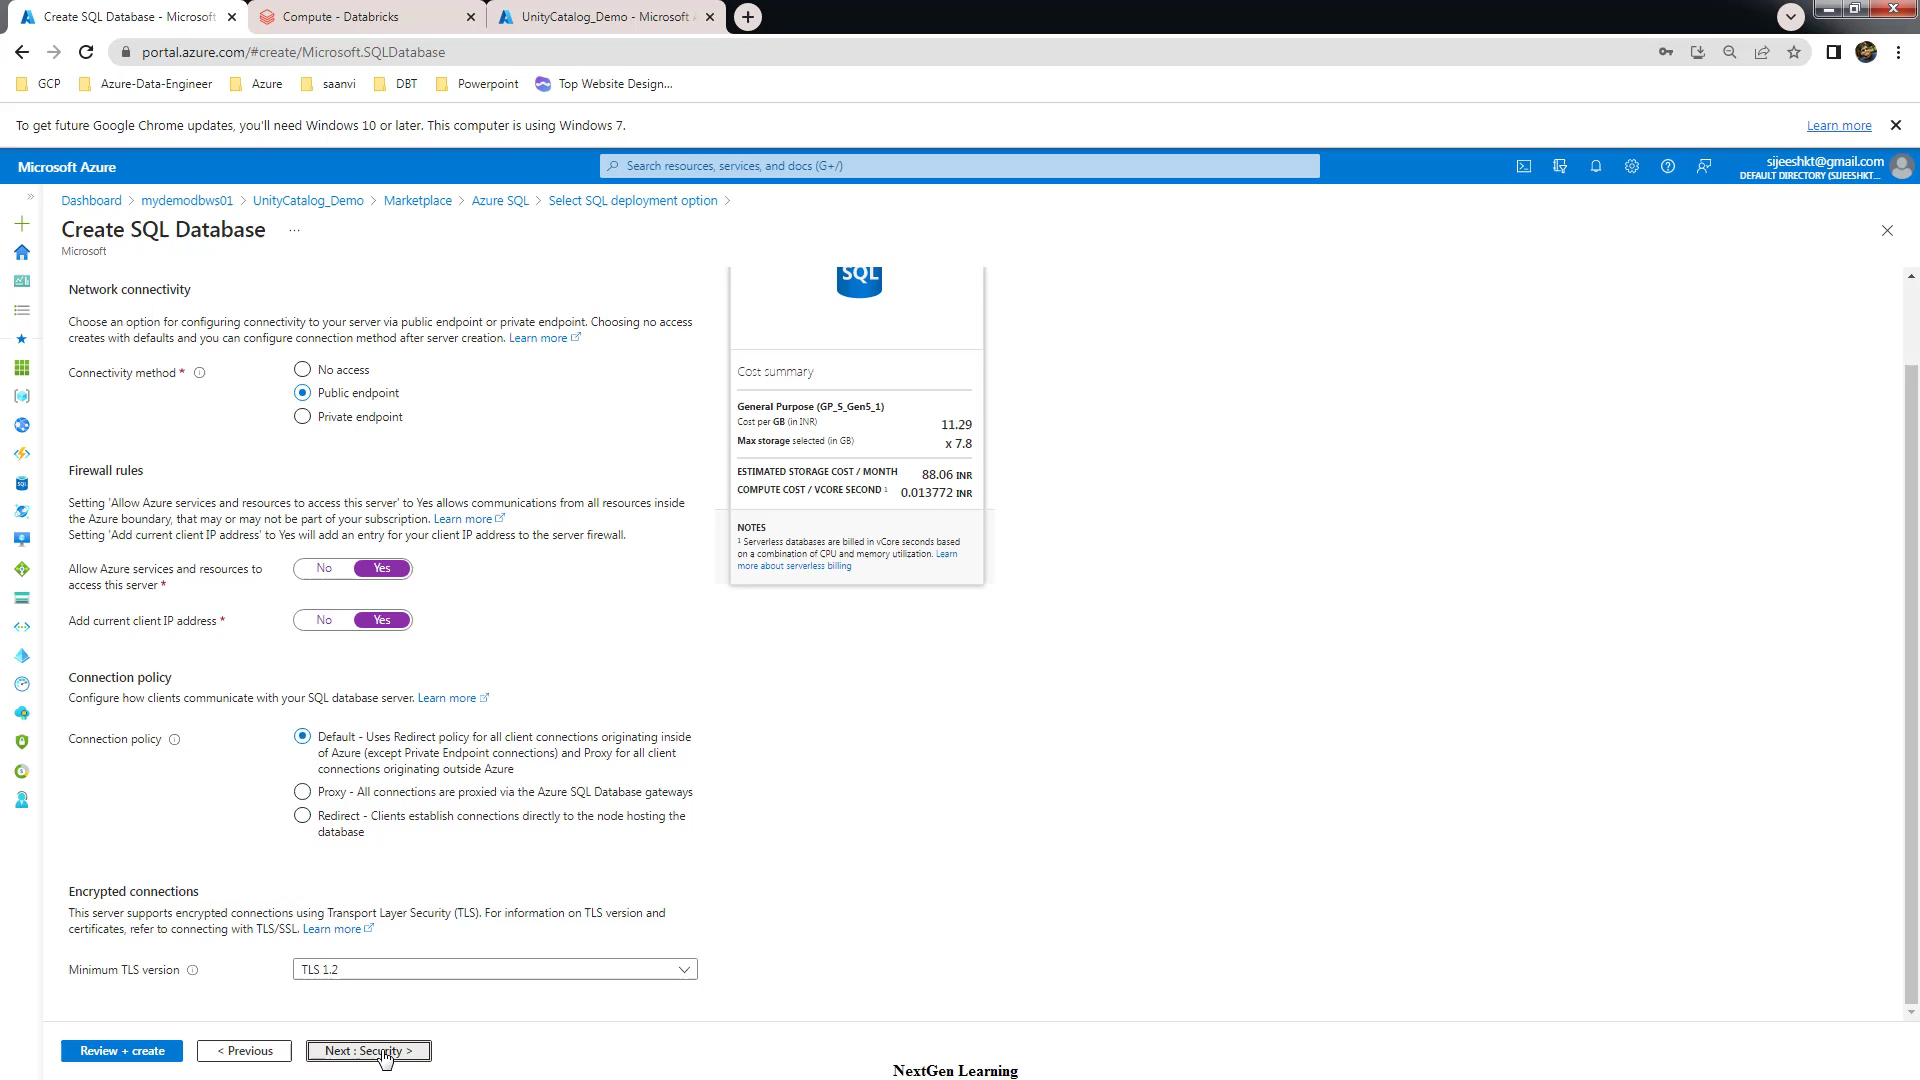 Create SQL Database - Microsoft
Compute - Databricks
UnityCatalog_Demo - Microsoft
portal.azure.com/#create/Microsoft.SQLDatabase
GCP
Azure-Data-Engineer
Azure
saanvi
DBT
Powerpoint
Top Website Design...
To get future Google Chrome updates, you'll need Windows 10 or later. This computer is using Windows 7.
Learn more
Microsoft Azure
Search resources, services, and docs (G+/)
sijeeshkt@gmail.com
DEFAULT DIRECTORY (SIJEESHKT...
Dashboard > mydemodbws01 > UnityCatalog_Demo > Marketplace > Azure SQL > Select SQL deployment option >
Create SQL Database ...
Microsoft
Network connectivity
Choose an option for configuring connectivity to your server via public endpoint or private endpoint. Choosing no access
creates with defaults and you can configure connection method after server creation. Learn more
Connectivity method *
No access
Public endpoint
Private endpoint
Firewall rules
Setting 'Allow Azure services and resources to access this server' to Yes allows communications from all resources inside
the Azure boundary, that may or may not be part of your subscription. Learn more
Setting 'Add current client IP address' to Yes will add an entry for your client IP address to the server firewall.
Allow Azure services and resources to
access this server *
No Yes
Add current client IP address *
No Yes
Connection policy
Configure how clients communicate with your SQL database server. Learn more
Connection policy
Default - Uses Redirect policy for all client connections originating inside
of Azure (except Private Endpoint connections) and Proxy for all client
connections originating outside Azure
Proxy - All connections are proxied via the Azure SQL Database gateways
Redirect - Clients establish connections directly to the node hosting the
database
Encrypted connections
This server supports encrypted connections using Transport Layer Security (TLS). For information on TLS version and
certificates, refer to connecting with TLS/SSL. Learn more
Minimum TLS version
TLS 1.2
SQL
Cost summary
General Purpose (GP_S_Gen5_1)
Cost per GB (in INR) 11.29
Max storage selected (in GB) x 7.8
ESTIMATED STORAGE COST / MONTH 88.06 INR
COMPUTE COST / VCORE SECOND 1 0.013772 INR
NOTES
1 Serverless databases are billed in vCore seconds based
on a combination of CPU and memory utilization. Learn
more about serverless billing
Review + create
< Previous
Next : Security >
NextGen Learning